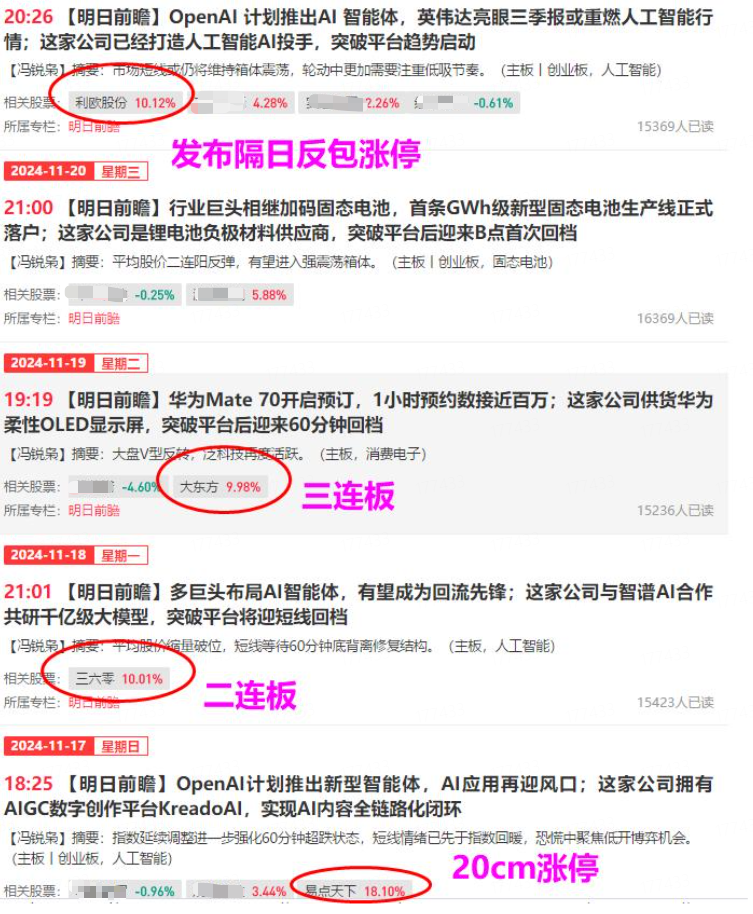 20:26 【明日前瞻】OpenAI 计划推出AI 智能体，英伟达亮眼三季报或重燃人工智能行
情；这家公司已经打造人工智能AI投手，突破平台趋势启动
【冯锐枭】摘要：市场短线或仍将维持箱体震荡，轮动中更加需要注重低吸节奏。（主板丨创业板，人工智能）
相关股票： 利欧股份 10.12% 4.28% 2.26% -0.61%
所属专栏：明日前瞻 15369人已读
发布隔日反包涨停
2024-11-20 星期三
21:00 【明日前瞻】行业巨头相继加码固态电池，首条GWh级新型固态电池生产线正式
落户；这家公司是锂电池负极材料供应商，突破平台后迎来B点首次回档
【冯锐枭】摘要：平均股价二连阳反弹，有望进入强震荡箱体。（主板丨创业板，固态电池）
相关股票： -0.25% 5.88%
所属专栏：明日前瞻 16369人已读
2024-11-19 星期二
19:19 【明日前瞻】华为Mate 70开启预订，1小时预约数接近百万；这家公司供货华为
柔性OLED显示屏，突破平台后迎来60分钟回档
【冯锐枭】摘要：大盘V型反转，泛科技再度活跃。（主板，消费电子）
相关股票： -4.60% 大东方 9.98%
三连板
所属专栏：明日前瞻 15236人已读
2024-11-18 星期一
21:01 【明日前瞻】多巨头布局AI智能体，有望成为回流先锋；这家公司与智谱AI合作
共研千亿级大模型，突破平台将迎短线回档
【冯锐枭】摘要：平均股价缩量破位，短线等待60分钟底背离修复结构。（主板，人工智能）
相关股票： 三六零 10.01%
二连板
所属专栏：明日前瞻 15423人已读
2024-11-17 星期日
18:25 【明日前瞻】OpenAI计划推出新型智能体，AI应用再迎风口；这家公司拥有
AIGC数字创作平台KreadoAI，实现AI内容全链路化闭环
【冯锐枭】摘要：指数延续调整进一步强化60分钟超跌状态，短线情绪已先于指数回暖，恐慌中聚焦低开博弈机会。
（主板丨创业板，人工智能）
20cm涨停
相关股票： -0.96% 3.44% 易点天下 18.10%